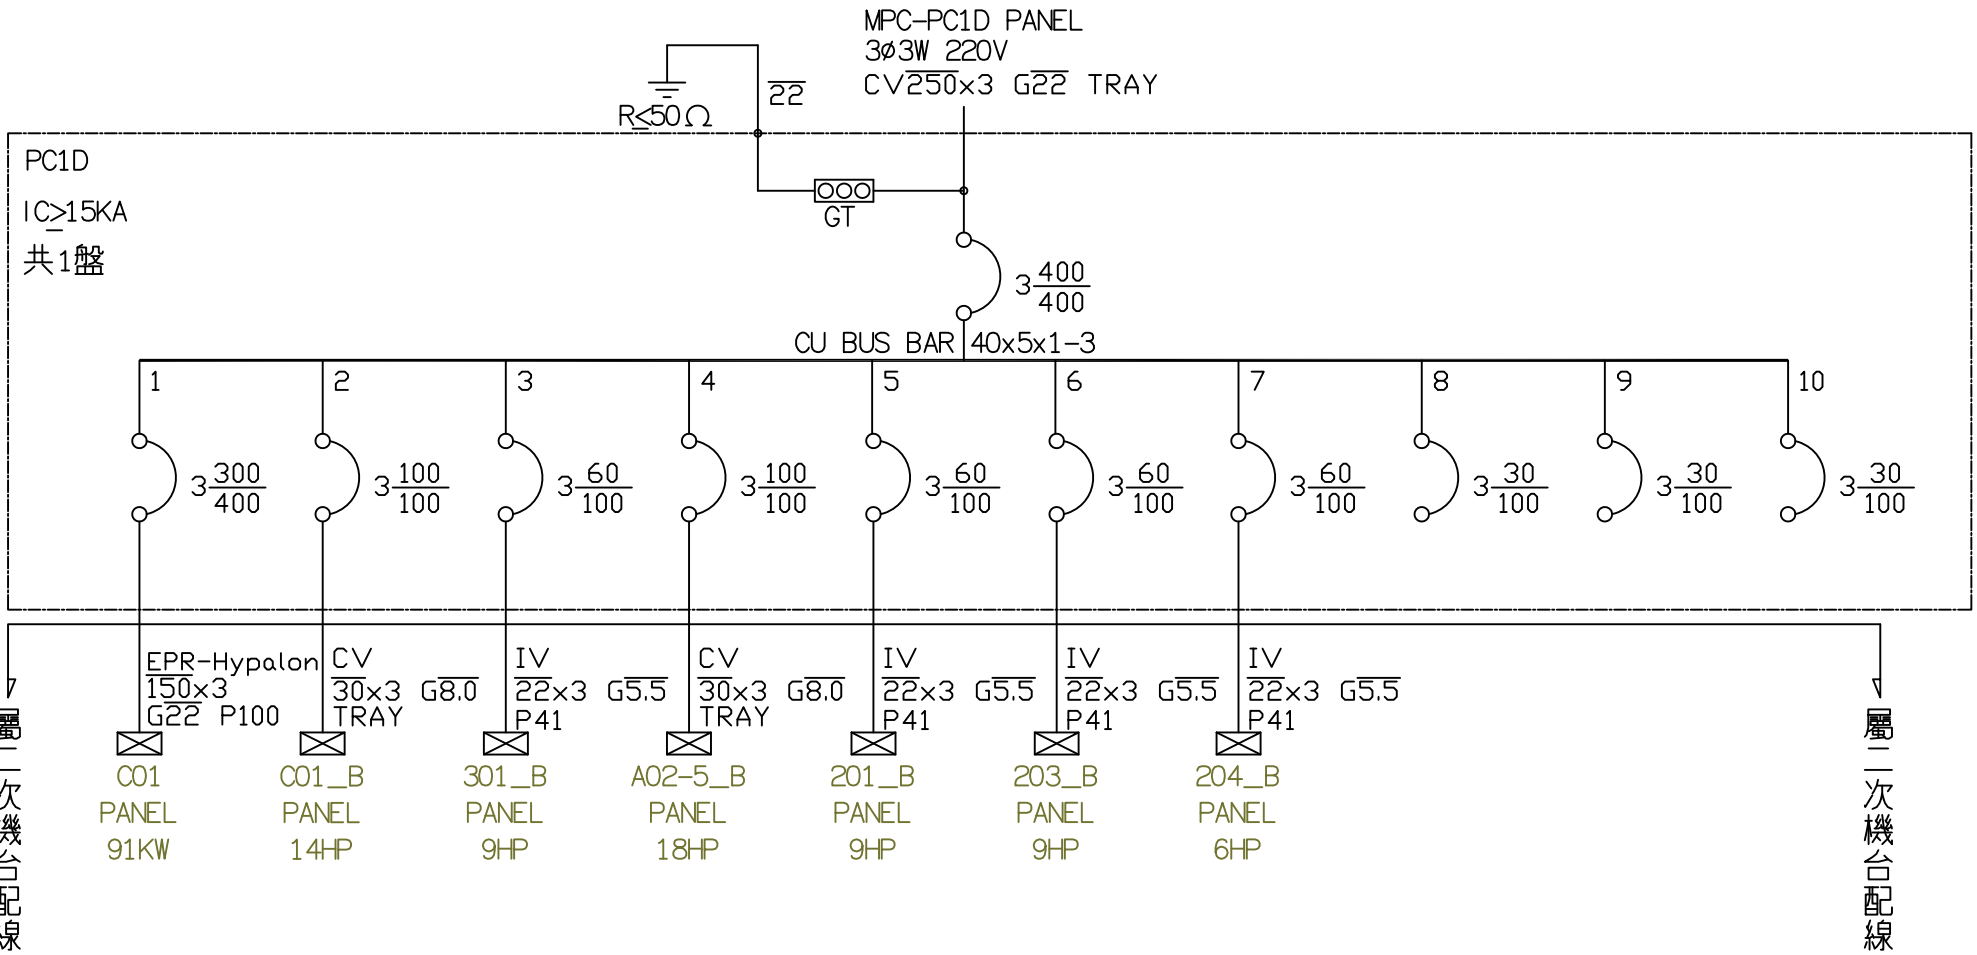 MPC-PC1D PANEL
3ø3W 220V
CV250x3 G22 TRAY
22
R≤50Ω
PC1D
IC≥15KA
共1盤
GT
3 400/400
CU BUS BAR 40x5x1-3
1 2 3 4 5 6 7 8 9 10
3 300/400 3 100/100 3 60/100 3 100/100 3 60/100 3 60/100 3 60/100 3 30/100 3 30/100 3 30/100
EPR-Hypalon
150x3
G22 P100
CV
30x3 G8.0
TRAY
IV
22x3 G5.5
P41
CV
30x3 G8.0
TRAY
IV
22x3 G5.5
P41
IV
22x3 G5.5
P41
IV
22x3 G5.5
P41
C01
PANEL
91KW
C01_B
PANEL
14HP
301_B
PANEL
9HP
A02-5_B
PANEL
18HP
201_B
PANEL
9HP
203_B
PANEL
9HP
204_B
PANEL
6HP
屬二次機台配線
屬二次機台配線